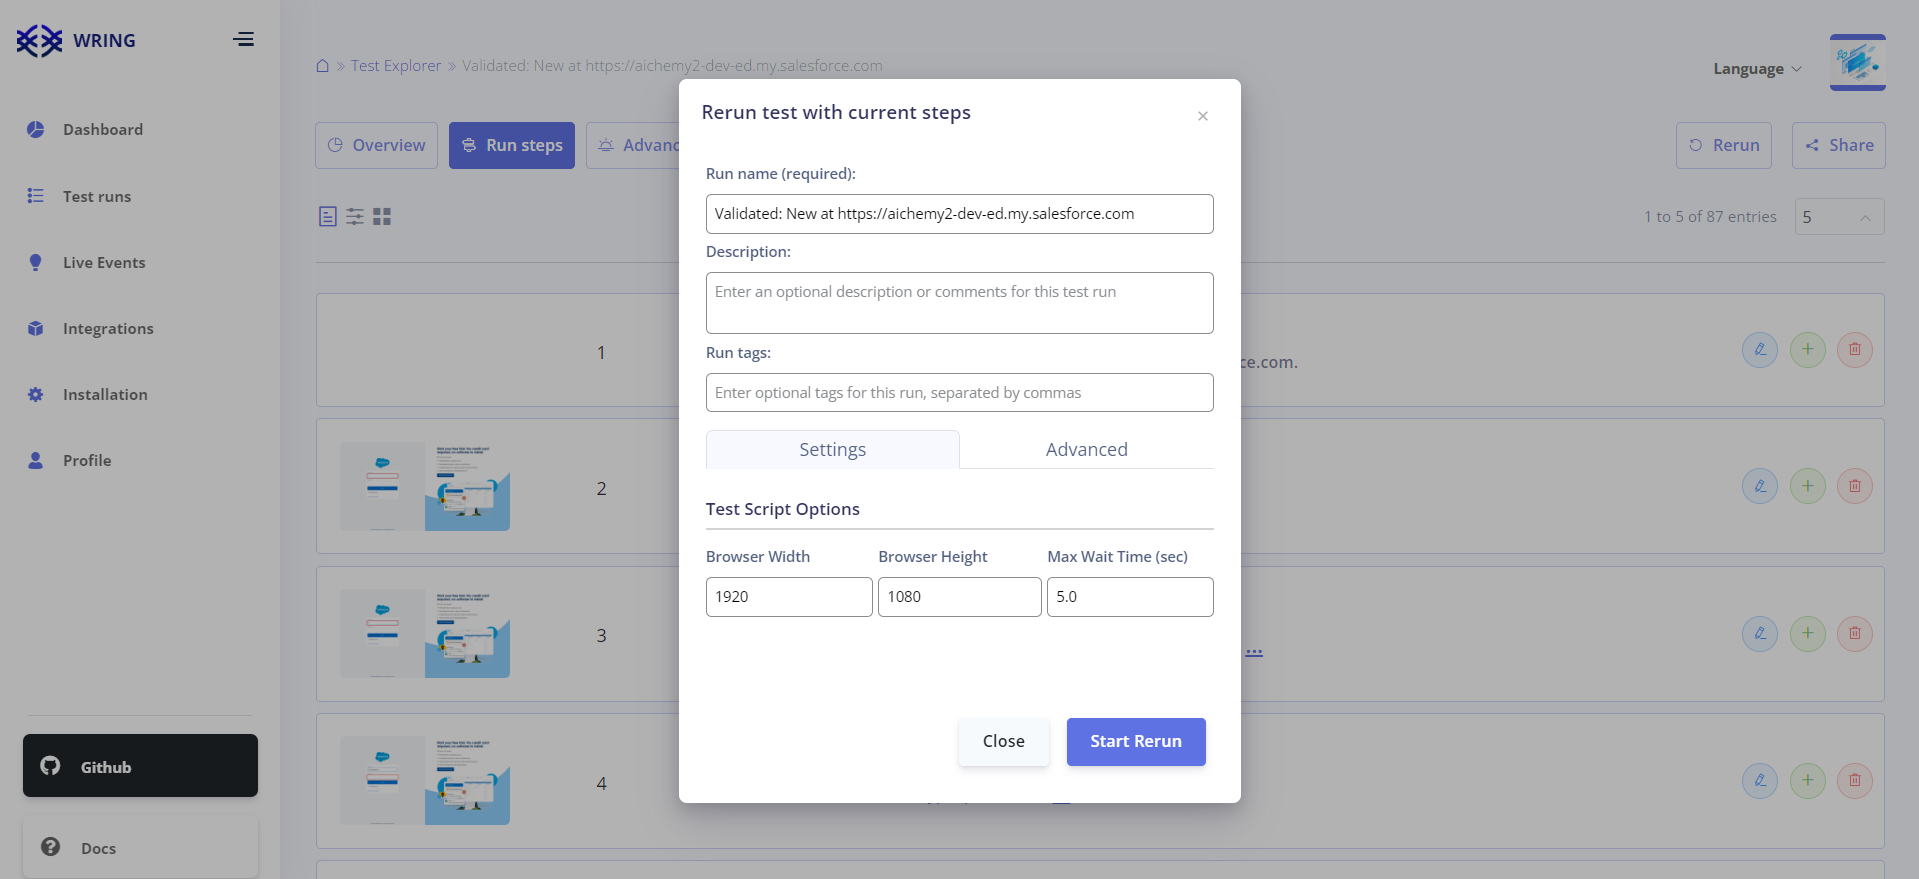 WRING
Dashboard
Test runs
Live Events
Integrations
Installation
Profile
Github
Docs
» Test Explorer » Validated: New at https://aichemy2-dev-ed.my.salesforce.com
Language
Overview
Run steps
Advanc
Rerun
Share
1 to 5 of 87 entries
5
1
ce.com.
2
3
...
4
Rerun test with current steps
×
Run name (required):
Validated: New at https://aichemy2-dev-ed.my.salesforce.com
Description:
Enter an optional description or comments for this test run
Run tags:
Enter optional tags for this run, separated by commas
Settings
Advanced
Test Script Options
Browser Width
Browser Height
Max Wait Time (sec)
1920
1080
5.0
Close
Start Rerun